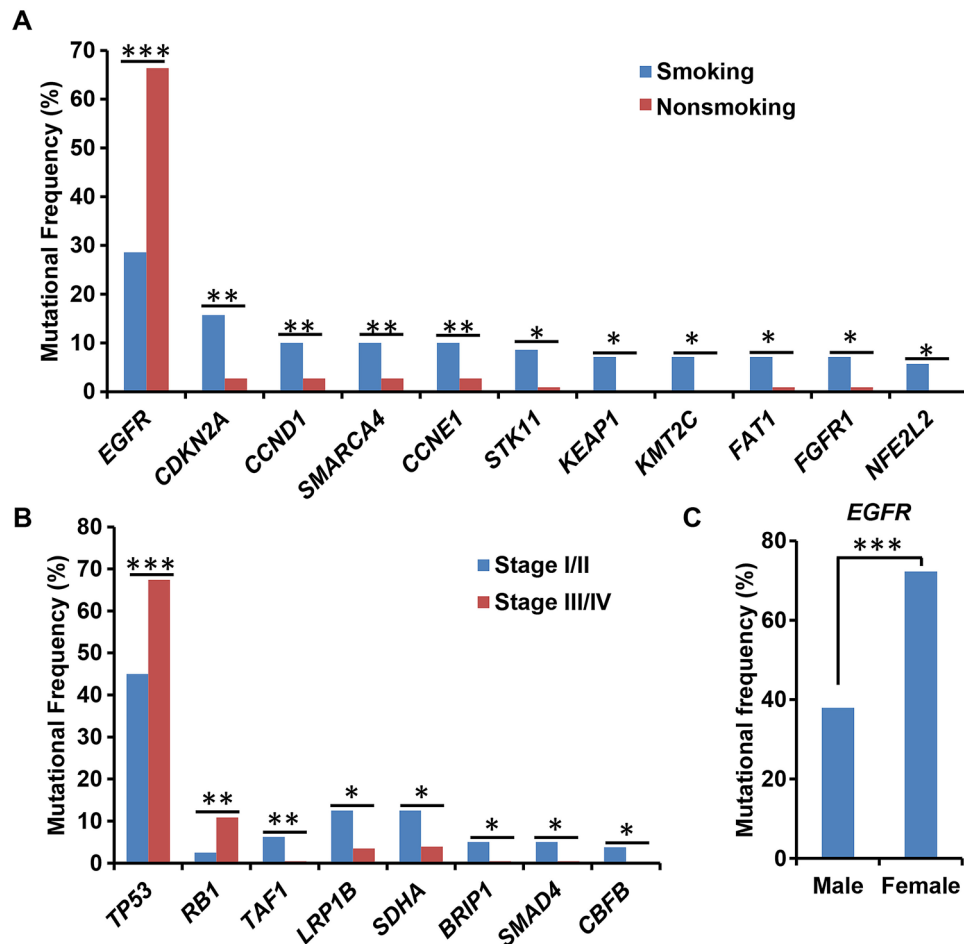 A
Mutational Frequency (%)
70
60
50
40
30
20
10
0
***
**
**
**
**
*
*
*
*
*
*
Smoking
Nonsmoking
EGFR
CDKN2A
CCND1
SMARCA4
CCNE1
STK11
KEAP1
KMT2C
FAT1
FGFR1
NFE2L2
B
Mutational Frequency (%)
80
70
60
50
40
30
20
10
0
***
**
**
*
*
*
*
*
Stage I/II
Stage III/IV
TP53
RB1
TAF1
LRP1B
SDHA
BRIP1
SMAD4
CBFB
C
EGFR
Mutational frequency (%)
80
60
40
20
0
***
Male
Female